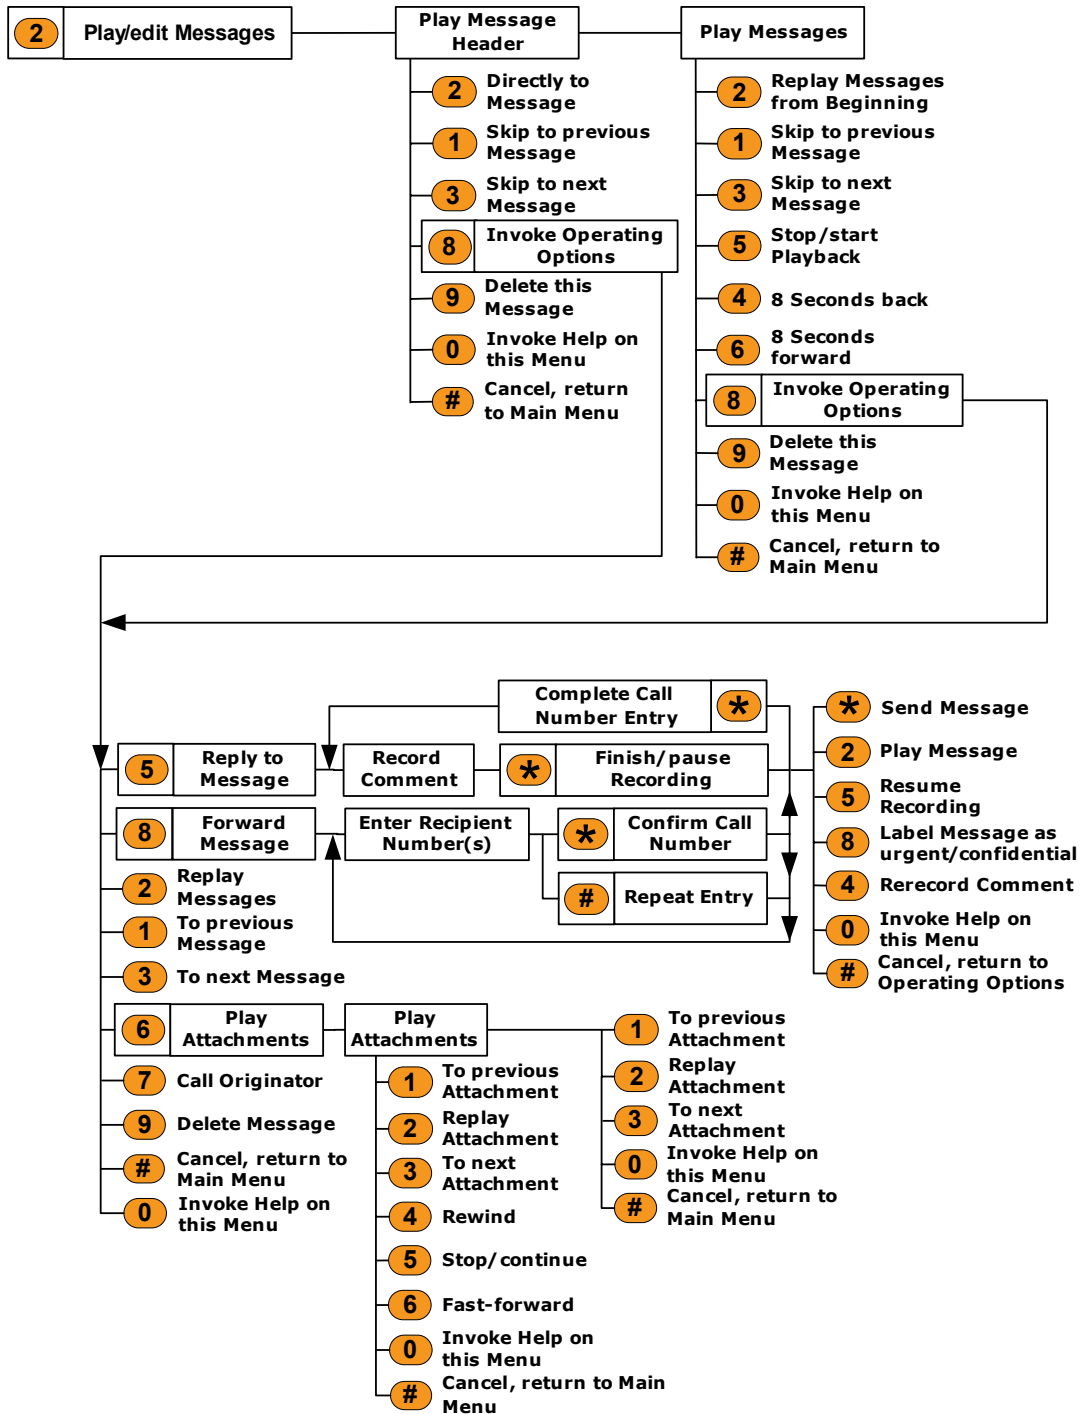 2 Play/edit Messages
Play Message
Header
Play Messages
2 Directly to
Message
1 Skip to previous
Message
3 Skip to next
Message
8 Invoke Operating
Options
9 Delete this
Message
0 Invoke Help on
this Menu
# Cancel, return
to Main Menu
2 Replay Messages
from Beginning
1 Skip to previous
Message
3 Skip to next
Message
5 Stop/start
Playback
4 8 Seconds back
6 8 Seconds
forward
8 Invoke Operating
Options
9 Delete this
Message
0 Invoke Help on
this Menu
# Cancel, return to
Main Menu
Complete Call
Number Entry *
5 Reply to
Message
Record
Comment
* Finish/pause
Recording
8 Forward
Message
Enter Recipient
Number(s)
* Confirm Call
Number
# Repeat Entry
* Send Message
2 Play Message
5 Resume
Recording
8 Label Message as
urgent/confidential
4 Rerecord Comment
0 Invoke Help on
this Menu
# Cancel, return to
Operating Options
2 Replay
Messages
1 To previous
Message
3 To next Message
6 Play
Attachments
7 Call Originator
9 Delete Message
# Cancel, return to
Main Menu
0 Invoke Help on
this Menu
Play
Attachments
1 To previous
Attachment
2 Replay
Attachment
3 To next
Attachment
4 Rewind
5 Stop/continue
6 Fast-forward
0 Invoke Help on
this Menu
# Cancel, return to Main
Menu
1 To previous
Attachment
2 Replay
Attachment
3 To next
Attachment
0 Invoke Help on
this Menu
# Cancel, return to
Main Menu